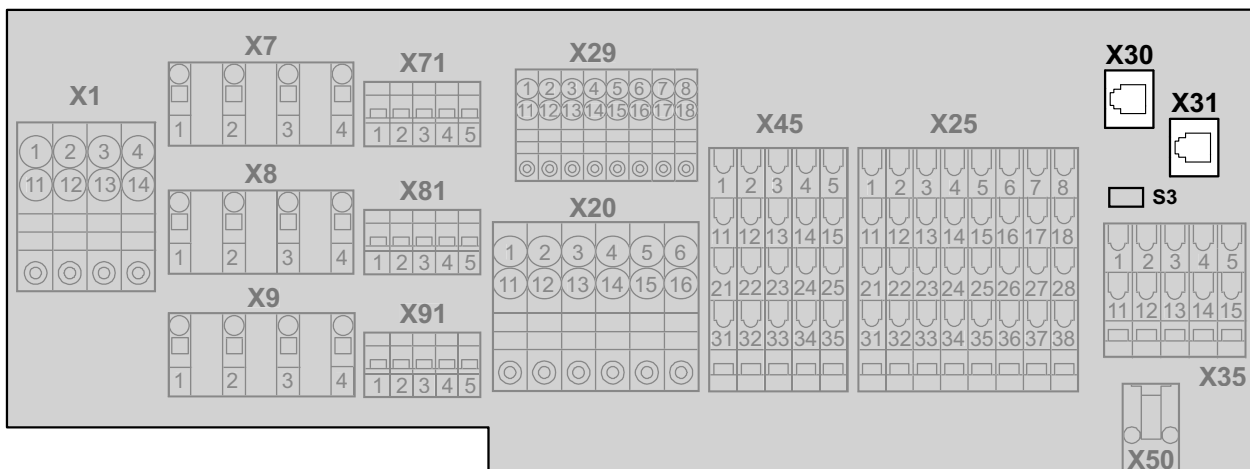 X1
1 2 3 4
11 12 13 14
X7
1 2 3 4
X8
1 2 3 4
X9
1 2 3 4
X71
1 2 3 4 5
X81
1 2 3 4 5
X91
1 2 3 4 5
X29
1 2 3 4 5 6 7 8
11 12 13 14 15 16 17 18
X20
1 2 3 4 5 6
11 12 13 14 15 16
X45
1 2 3 4 5
11 12 13 14 15
21 22 23 24 25
31 32 33 34 35
X25
1 2 3 4 5 6 7 8
11 12 13 14 15 16 17 18
21 22 23 24 25 26 27 28
31 32 33 34 35 36 37 38
X30
X31
S3
1 2 3 4 5
11 12 13 14 15
X35
X50